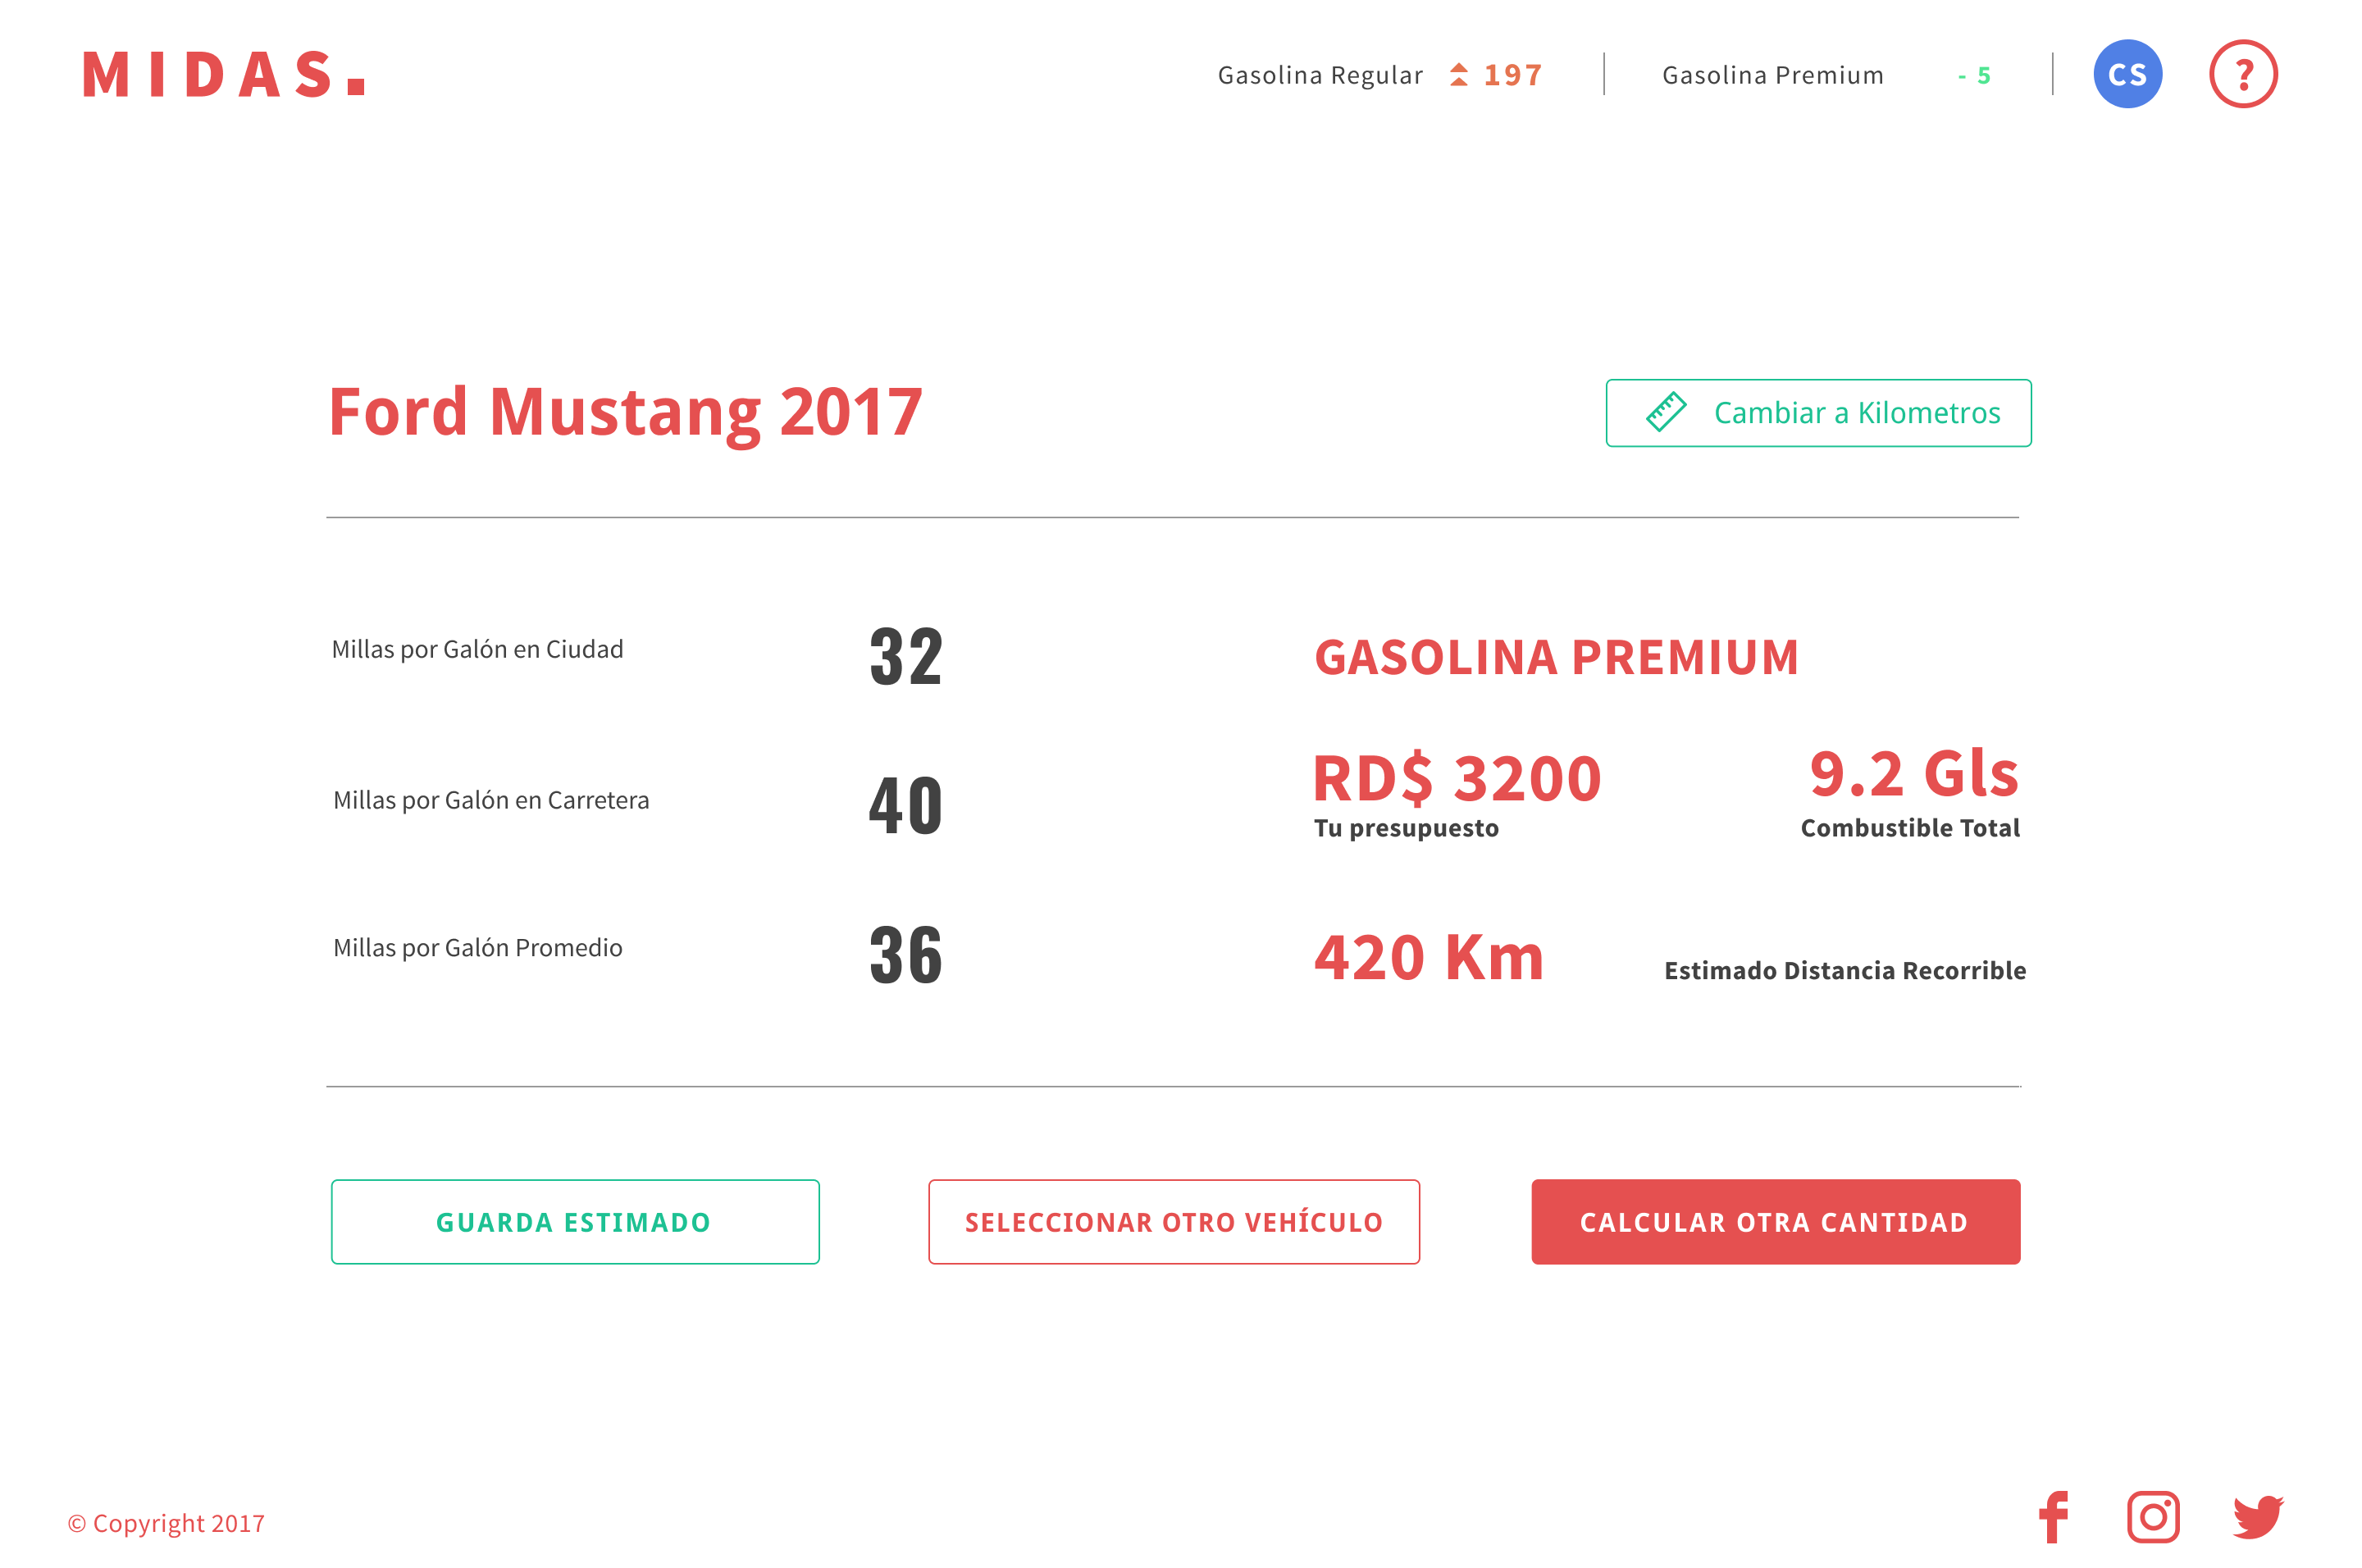 MIDAS.
Gasolina Regular 197
Gasolina Premium - 5
CS
?
Ford Mustang 2017
Cambiar a Kilometros
Millas por Galón en Ciudad 32
GASOLINA PREMIUM
Millas por Galón en Carretera 40
RD$ 3200
Tu presupuesto
9.2 Gls
Combustible Total
Millas por Galón Promedio 36
420 Km Estimado Distancia Recorrible
GUARDA ESTIMADO
SELECCIONAR OTRO VEHÍCULO
CALCULAR OTRA CANTIDAD
© Copyright 2017